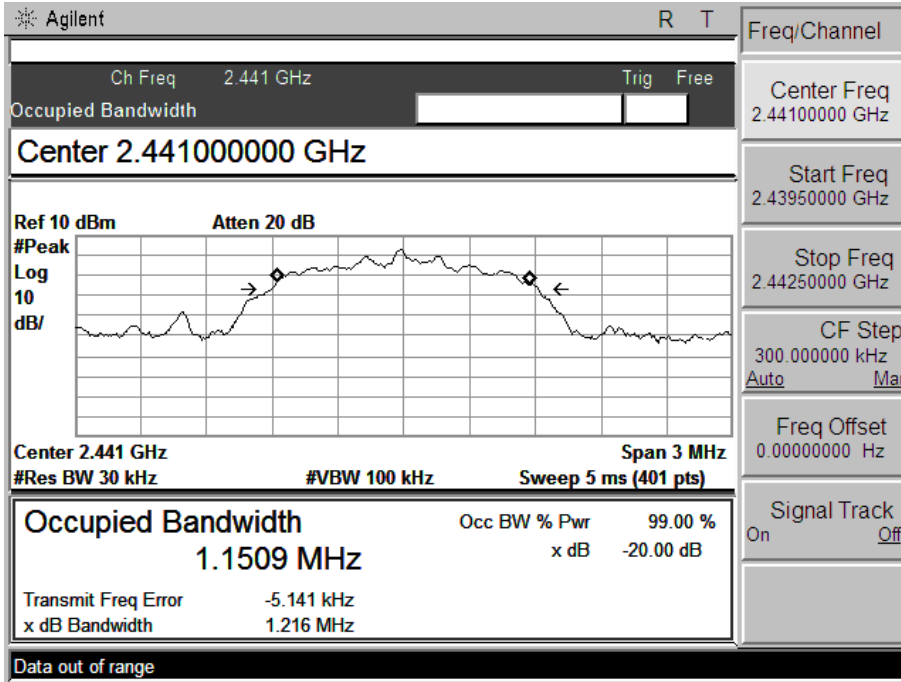 Agilent R T
Ch Freq 2.441 GHz Trig Free
Occupied Bandwidth
Center 2.441000000 GHz
Ref 10 dBm Atten 20 dB
#Peak
Log
10
dB/
Center 2.441 GHz Span 3 MHz
#Res BW 30 kHz #VBW 100 kHz Sweep 5 ms (401 pts)
Occupied Bandwidth Occ BW % Pwr 99.00 %
1.1509 MHz x dB -20.00 dB
Transmit Freq Error -5.141 kHz
x dB Bandwidth 1.216 MHz
Data out of range
Freq/Channel
Center Freq
2.44100000 GHz
Start Freq
2.43950000 GHz
Stop Freq
2.44250000 GHz
CF Step
300.000000 kHz
Auto Ma
Freq Offset
0.00000000 Hz
Signal Track
On Off